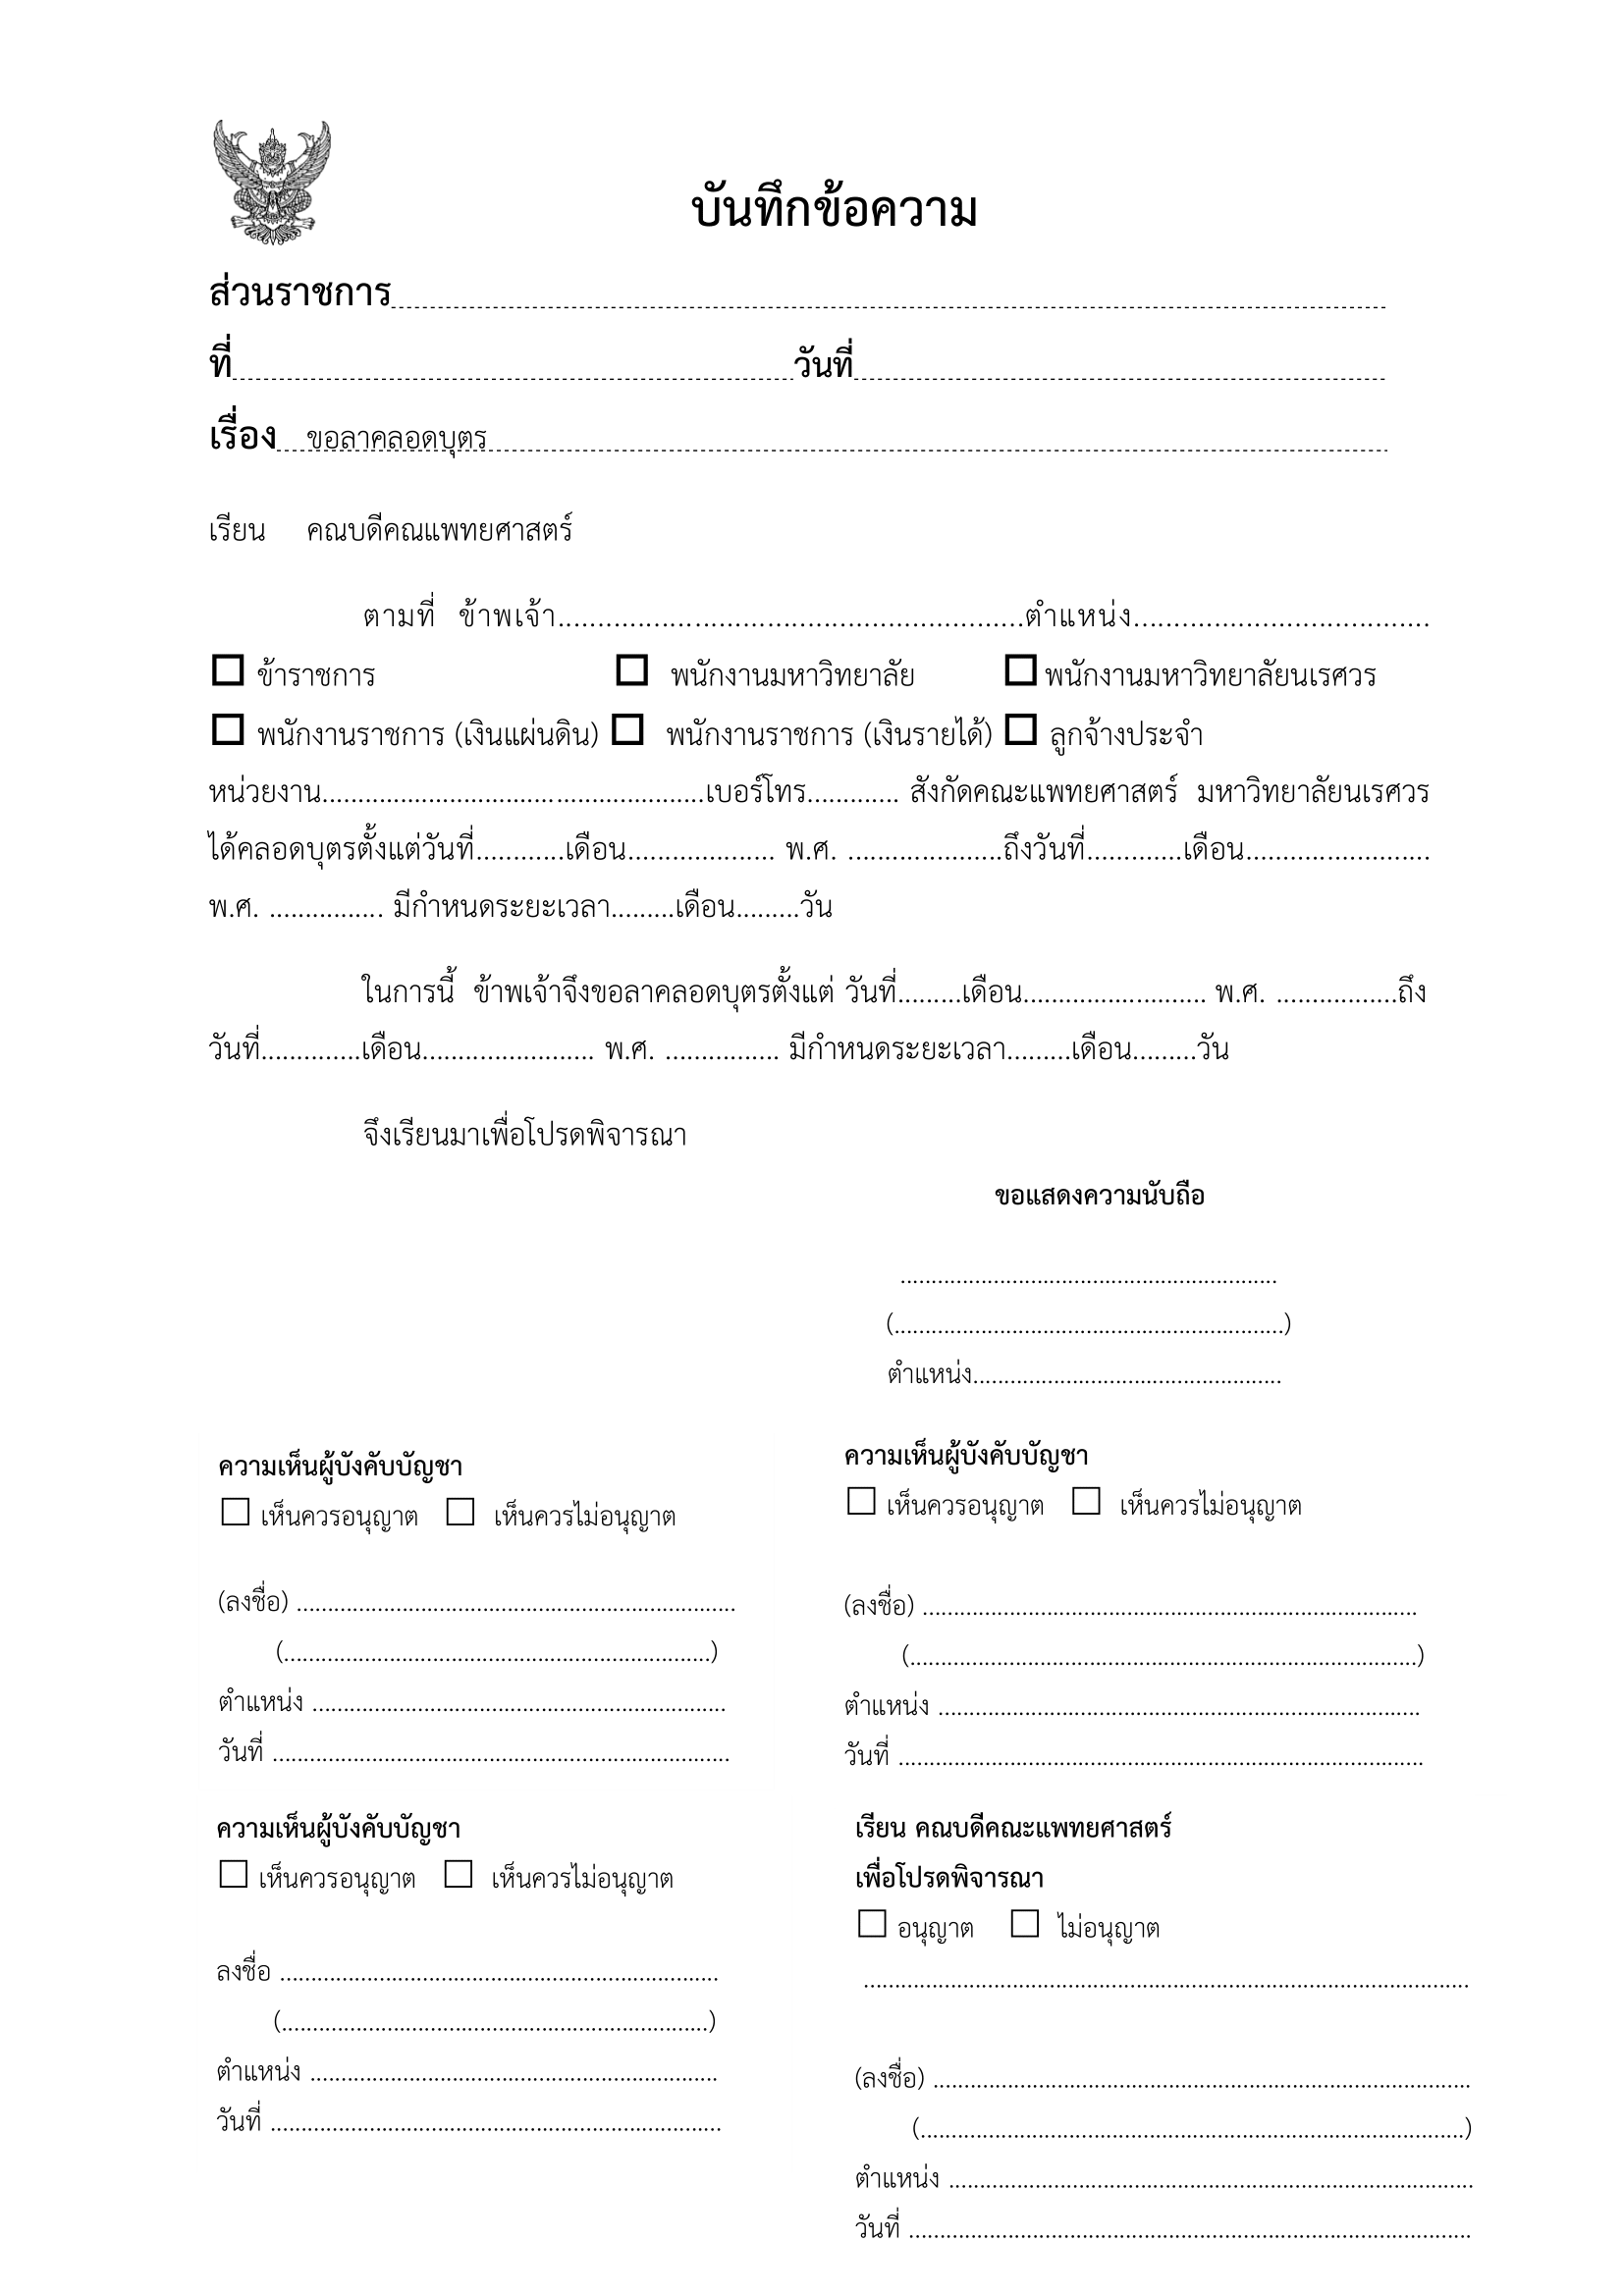 บันทึกข้อความ
ส่วนราชการ
ที่ วันที่
เรื่อง ขอลาคลอดบุตร
เรียน คณบดีคณแพทยศาสตร์
ตามที่ ข้าพเจ้า....................................................ตำแหน่ง..................................
☐ ข้าราชการ ☐ พนักงานมหาวิทยาลัย ☐ พนักงานมหาวิทยาลัยนเรศวร
☐ พนักงานราชการ (เงินแผ่นดิน) ☐ พนักงานราชการ (เงินรายได้) ☐ ลูกจ้างประจำ
หน่วยงาน.....................................................เบอร์โทร............. สังกัดคณะแพทยศาสตร์ มหาวิทยาลัยนเรศวร
ได้คลอดบุตรตั้งแต่วันที่............เดือน.................... พ.ศ. .....................ถึงวันที่.............เดือน.........................
พ.ศ. ................ มีกำหนดระยะเวลา.........เดือน.........วัน
ในการนี้ ข้าพเจ้าจึงขอลาคลอดบุตรตั้งแต่ วันที่.........เดือน......................... พ.ศ. .................ถึง
วันที่..............เดือน........................ พ.ศ. ................ มีกำหนดระยะเวลา.........เดือน.........วัน
จึงเรียนมาเพื่อโปรดพิจารณา
ขอแสดงความนับถือ
.............................................................
(...............................................................)
ตำแหน่ง..................................................
ความเห็นผู้บังคับบัญชา
☐ เห็นควรอนุญาต ☐ เห็นควรไม่อนุญาต
(ลงชื่อ) .......................................................................
(.....................................................................)
ตำแหน่ง ...................................................................
วันที่ ..........................................................................
ความเห็นผู้บังคับบัญชา
☐ เห็นควรอนุญาต ☐ เห็นควรไม่อนุญาต
(ลงชื่อ) ................................................................................
(..................................................................................)
ตำแหน่ง ..............................................................................
วันที่ .....................................................................................
ความเห็นผู้บังคับบัญชา
☐ เห็นควรอนุญาต ☐ เห็นควรไม่อนุญาต
ลงชื่อ .......................................................................
(.....................................................................)
ตำแหน่ง ..................................................................
วันที่ .........................................................................
เรียน คณบดีคณะแพทยศาสตร์
เพื่อโปรดพิจารณา
☐ อนุญาต ☐ ไม่อนุญาต
..................................................................................................
(ลงชื่อ) .......................................................................................
(........................................................................................)
ตำแหน่ง .....................................................................................
วันที่ ...........................................................................................